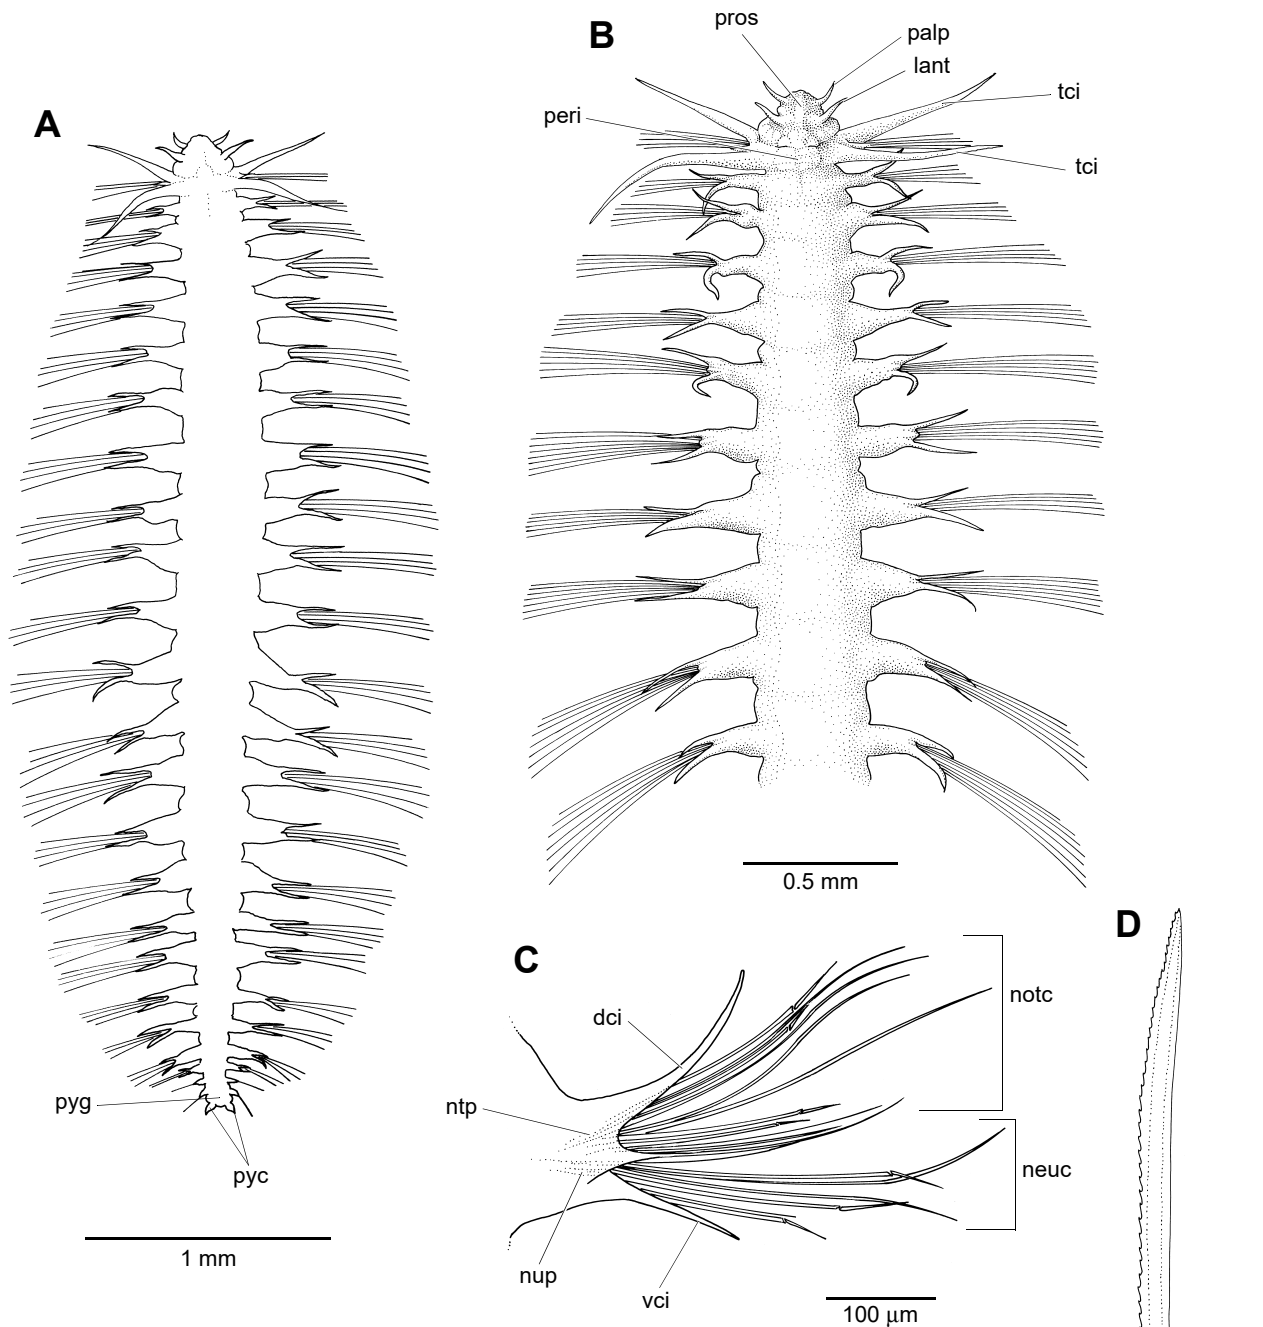 A
pyg
pyc
1 mm
B
pros
palp
lant
tci
peri
tci
0.5 mm
C
dci
notc
ntp
neuc
nup
vci
100 µm
D